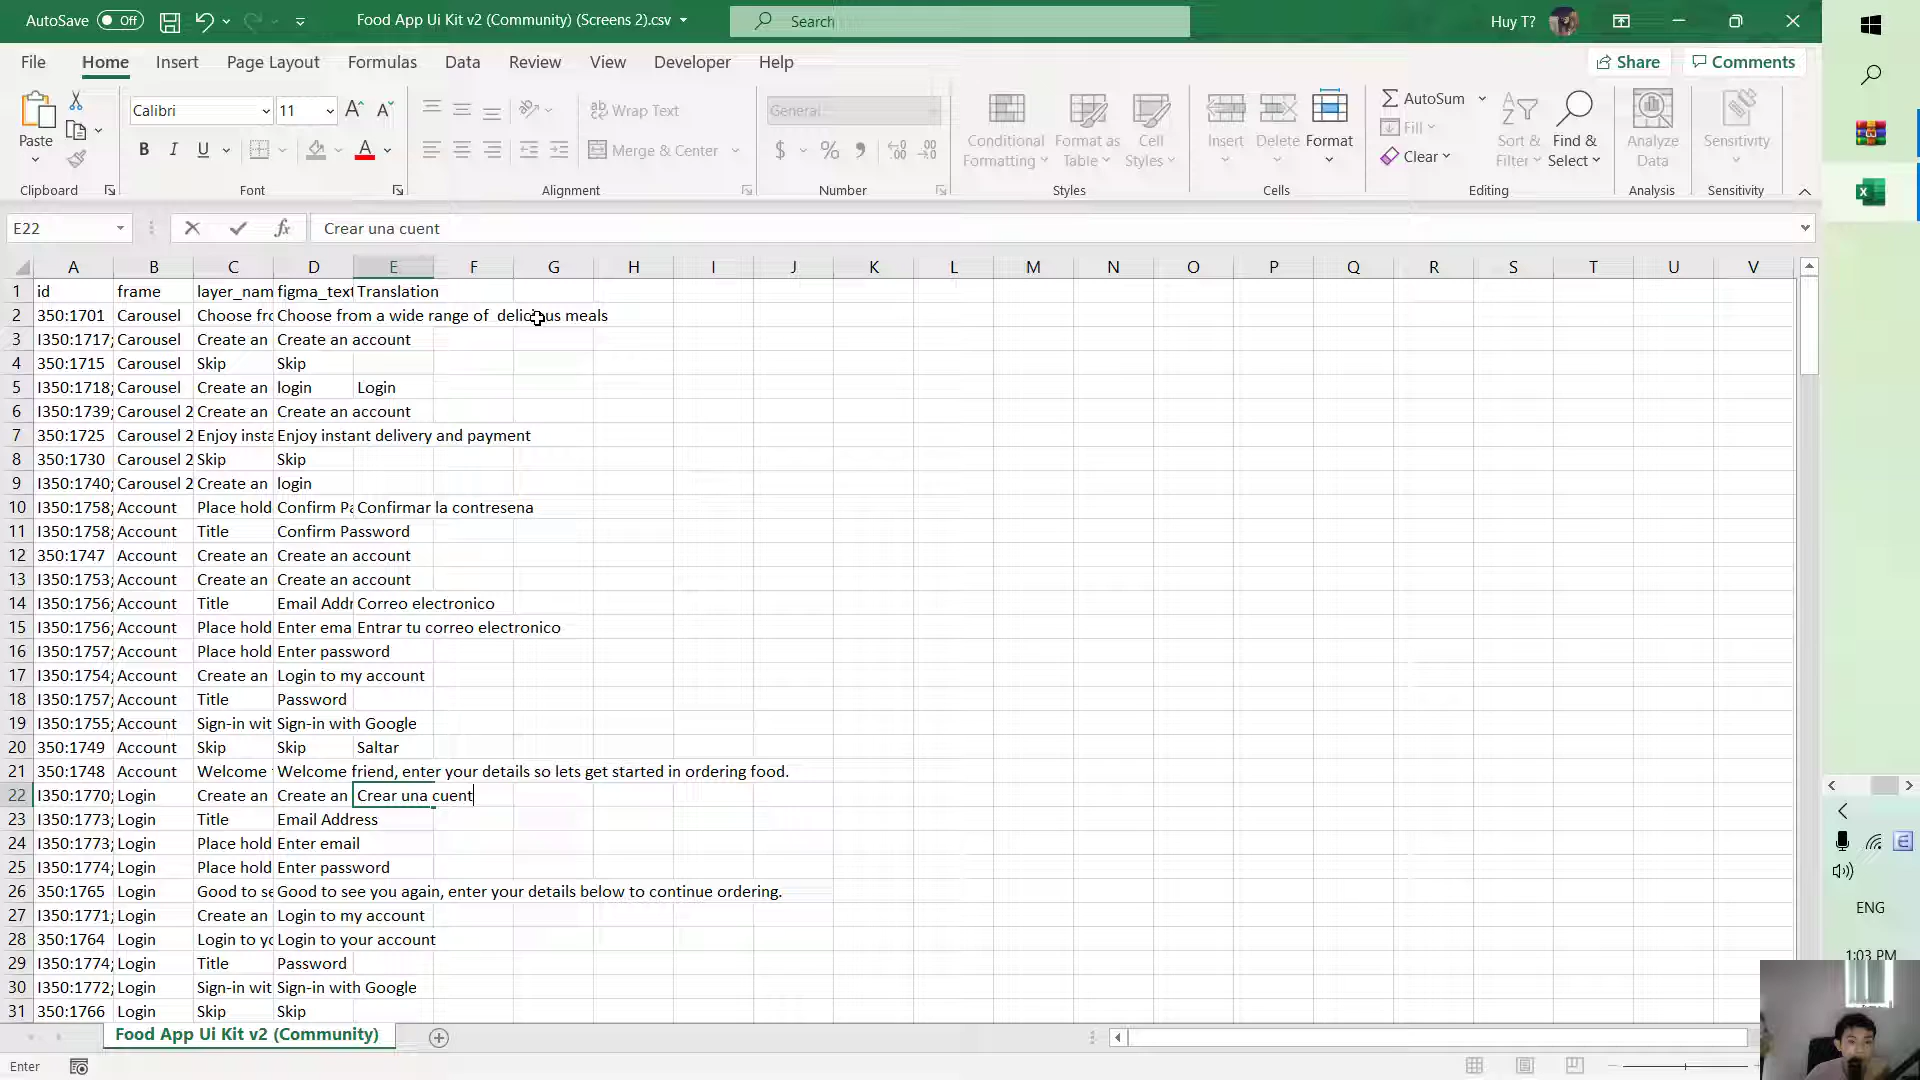 AutoSave Off Food App Ui Kit v2 (Community) (Screens 2).csv Search Huy T?
File Home Insert Page Layout Formulas Data Review View Developer Help Share Comments
Calibri 11 Wrap Text General AutoSum
Paste B I U Merge & Center $ % Conditional Formatting Format as Table Cell Styles Insert Delete Format Fill Clear Sort & Filter Find & Select Analyze Data Sensitivity
Clipboard Font Alignment Number Styles Cells Editing Analysis Sensitivity
E22 fx Crear una cuent
A B C D E F G H I J K L M N O P Q R S T U V
1 id frame layer_nam figma_text Translation
2 350:1701 Carousel Choose fro Choose from a wide range of delicious meals
3 I350:1717; Carousel Create an Create an account
4 350:1715 Carousel Skip Skip
5 I350:1718; Carousel Create an login Login
6 I350:1739; Carousel 2 Create an Create an account
7 350:1725 Carousel 2 Enjoy insta Enjoy instant delivery and payment
8 350:1730 Carousel 2 Skip Skip
9 I350:1740; Carousel 2 Create an login
10 I350:1758; Account Place hold Confirm Pa Confirmar la contresena
11 I350:1758; Account Title Confirm Password
12 350:1747 Account Create an Create an account
13 I350:1753; Account Create an Create an account
14 I350:1756; Account Title Email Addr Correo electronico
15 I350:1756; Account Place hold Enter ema Entrar tu correo electronico
16 I350:1757; Account Place hold Enter password
17 I350:1754; Account Create an Login to my account
18 I350:1757; Account Title Password
19 I350:1755; Account Sign-in wit Sign-in with Google
20 350:1749 Account Skip Skip Saltar
21 350:1748 Account Welcome Welcome friend, enter your details so lets get started in ordering food.
22 I350:1770; Login Create an Create an Crear una cuent
23 I350:1773; Login Title Email Address
24 I350:1773; Login Place hold Enter email
25 I350:1774; Login Place hold Enter password
26 350:1765 Login Good to se Good to see you again, enter your details below to continue ordering.
27 I350:1771; Login Create an Login to my account
28 350:1764 Login Login to yo Login to your account
29 I350:1774; Login Title Password
30 I350:1772; Login Sign-in wit Sign-in with Google
31 350:1766 Login Skip Skip
Food App Ui Kit v2 (Community)
Enter
ENG
1:03 PM